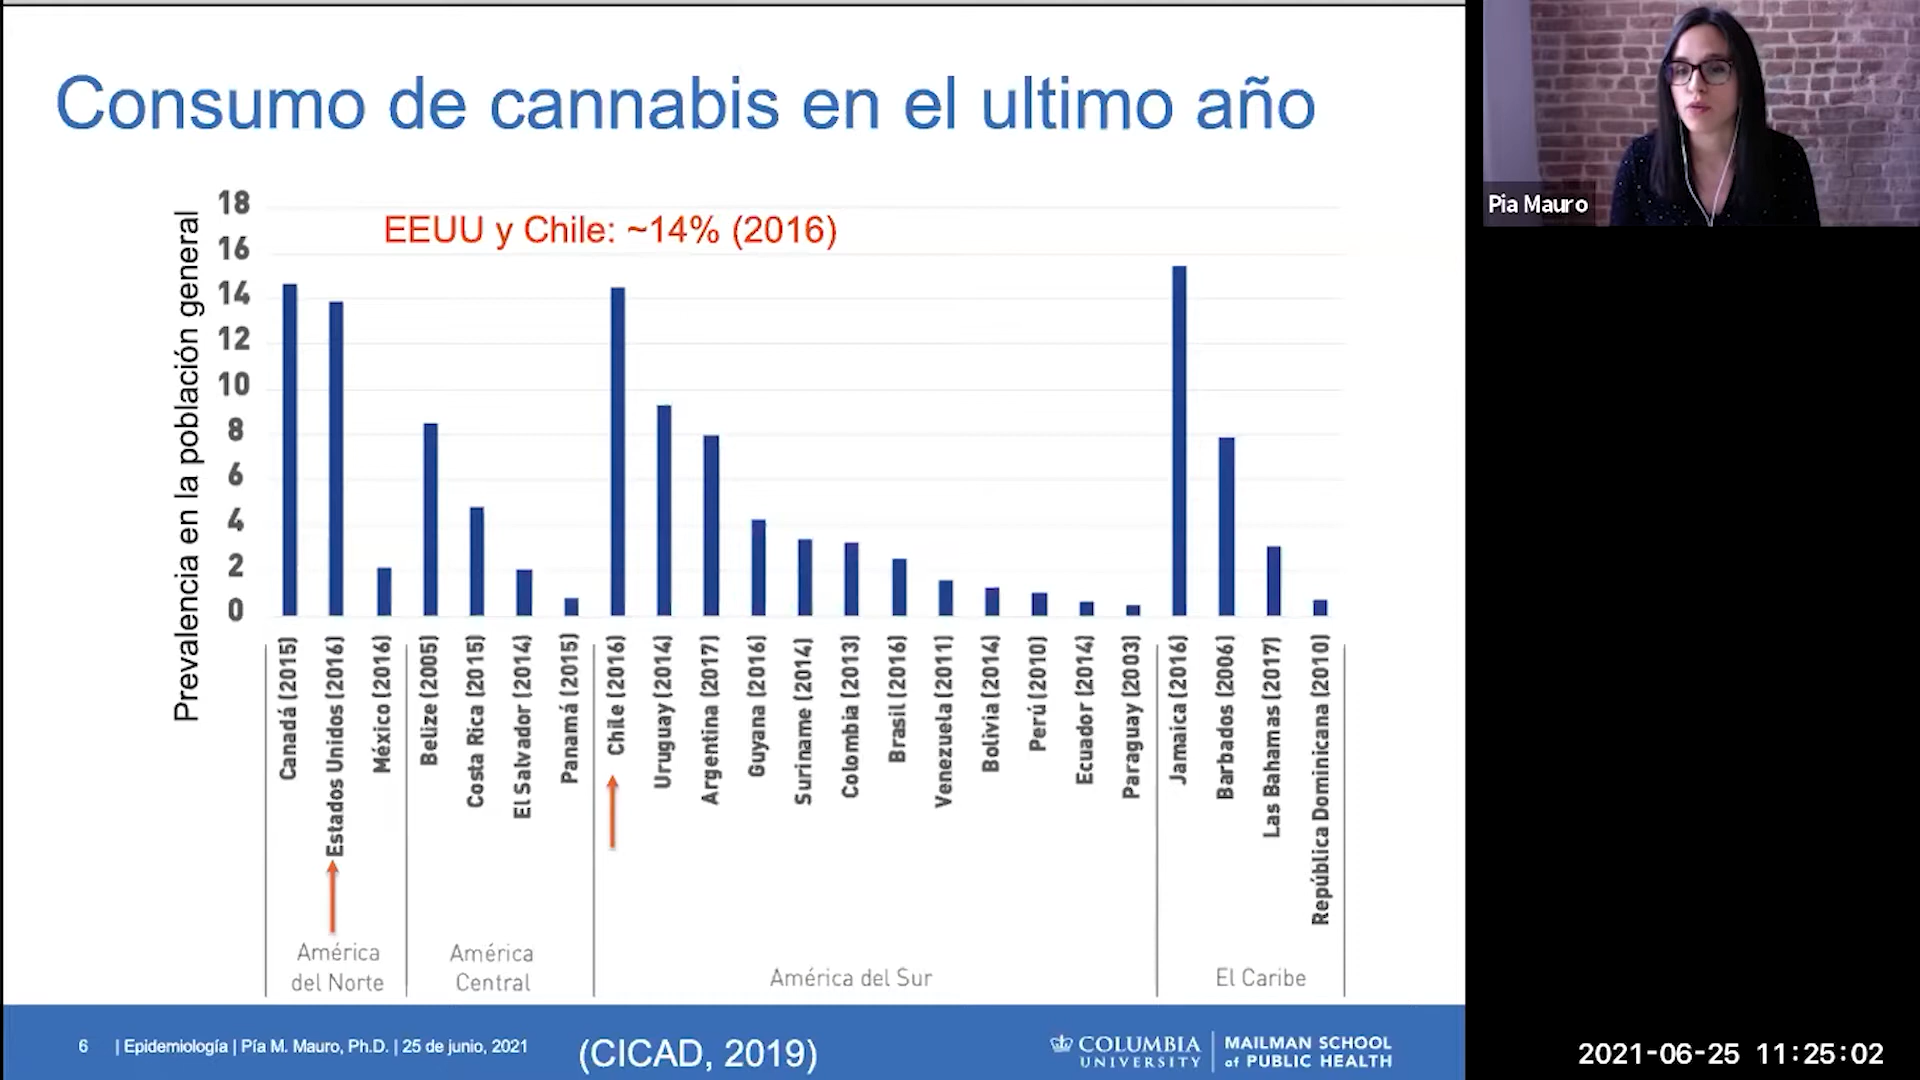 Consumo de cannabis en el ultimo año
EEUU y Chile: ~14% (2016)
Prevalencia en la población general
18
16
14
12
10
8
6
4
2
0
Canadá (2015)
Estados Unidos (2016)
México (2016)
Belize (2005)
Costa Rica (2015)
El Salvador (2014)
Panamá (2015)
Chile (2016)
Uruguay (2014)
Argentina (2017)
Guyana (2016)
Suriname (2014)
Colombia (2013)
Brasil (2016)
Venezuela (2011)
Bolivia (2014)
Perú (2010)
Ecuador (2014)
Paraguay (2003)
Jamaica (2016)
Barbados (2006)
Las Bahamas (2017)
República Dominicana (2010)
América
del Norte
América
Central
América del Sur
El Caribe
6 | Epidemiología | Pía M. Mauro, Ph.D. | 25 de junio, 2021
(CICAD, 2019)
COLUMBIA
UNIVERSITY
MAILMAN SCHOOL
of PUBLIC HEALTH
Pia Mauro
2021-06-25 11:25:02